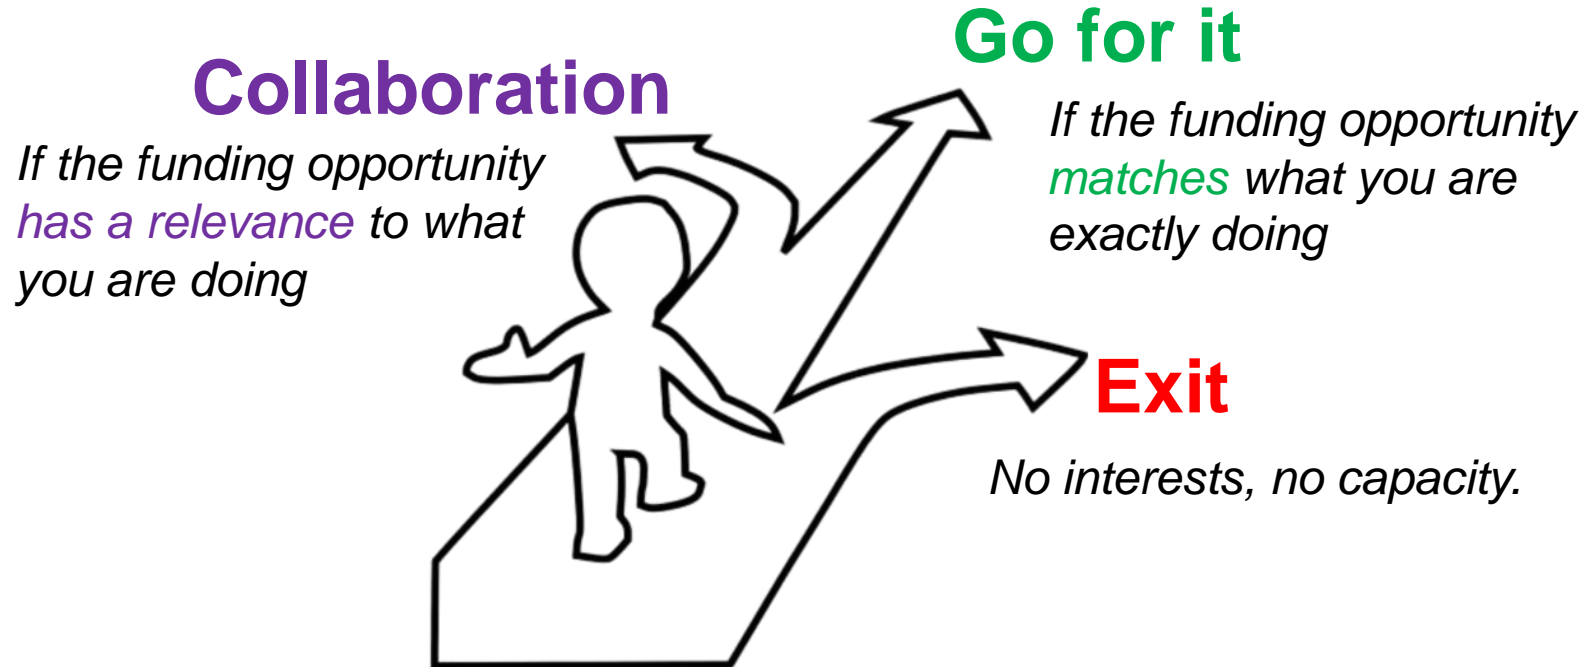 Collaboration
If the funding opportunity
has a relevance to what
you are doing
Go for it
If the funding opportunity
matches what you are
exactly doing
Exit
No interests, no capacity.